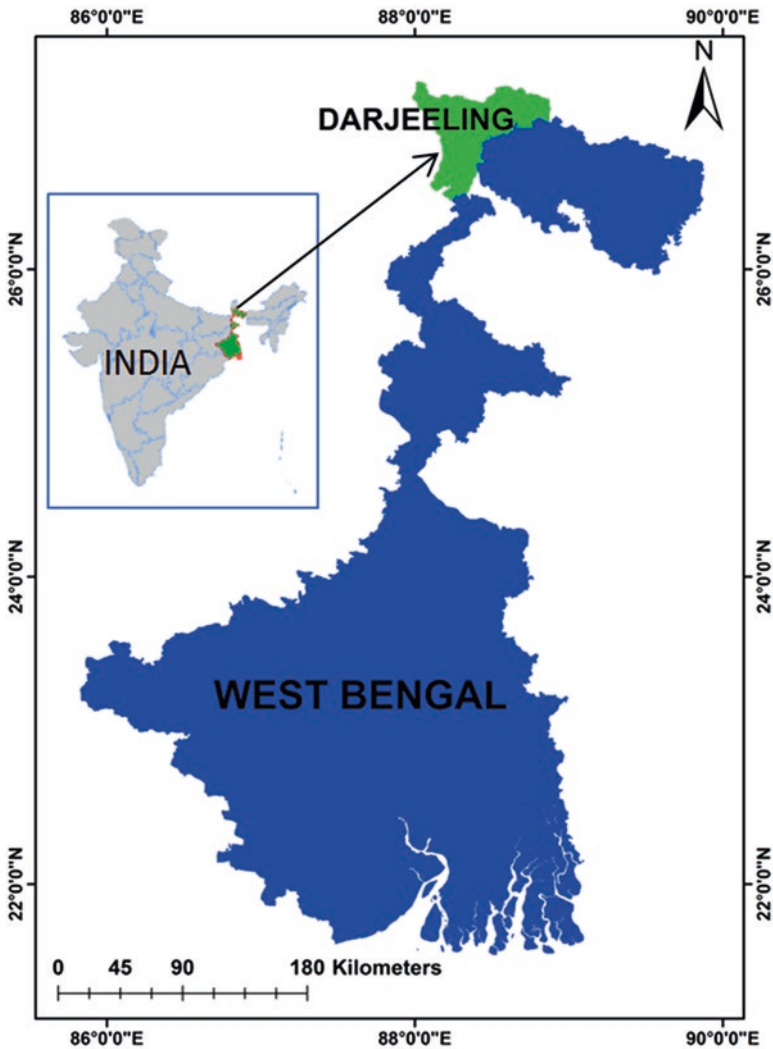 86°0'0"E 88°0'0"E 90°0'0"E
N
DARJEELING
26°0'0"N 26°0'0"N
INDIA
24°0'0"N 24°0'0"N
WEST BENGAL
22°0'0"N 22°0'0"N
0 45 90 180 Kilometers
86°0'0"E 88°0'0"E 90°0'0"E